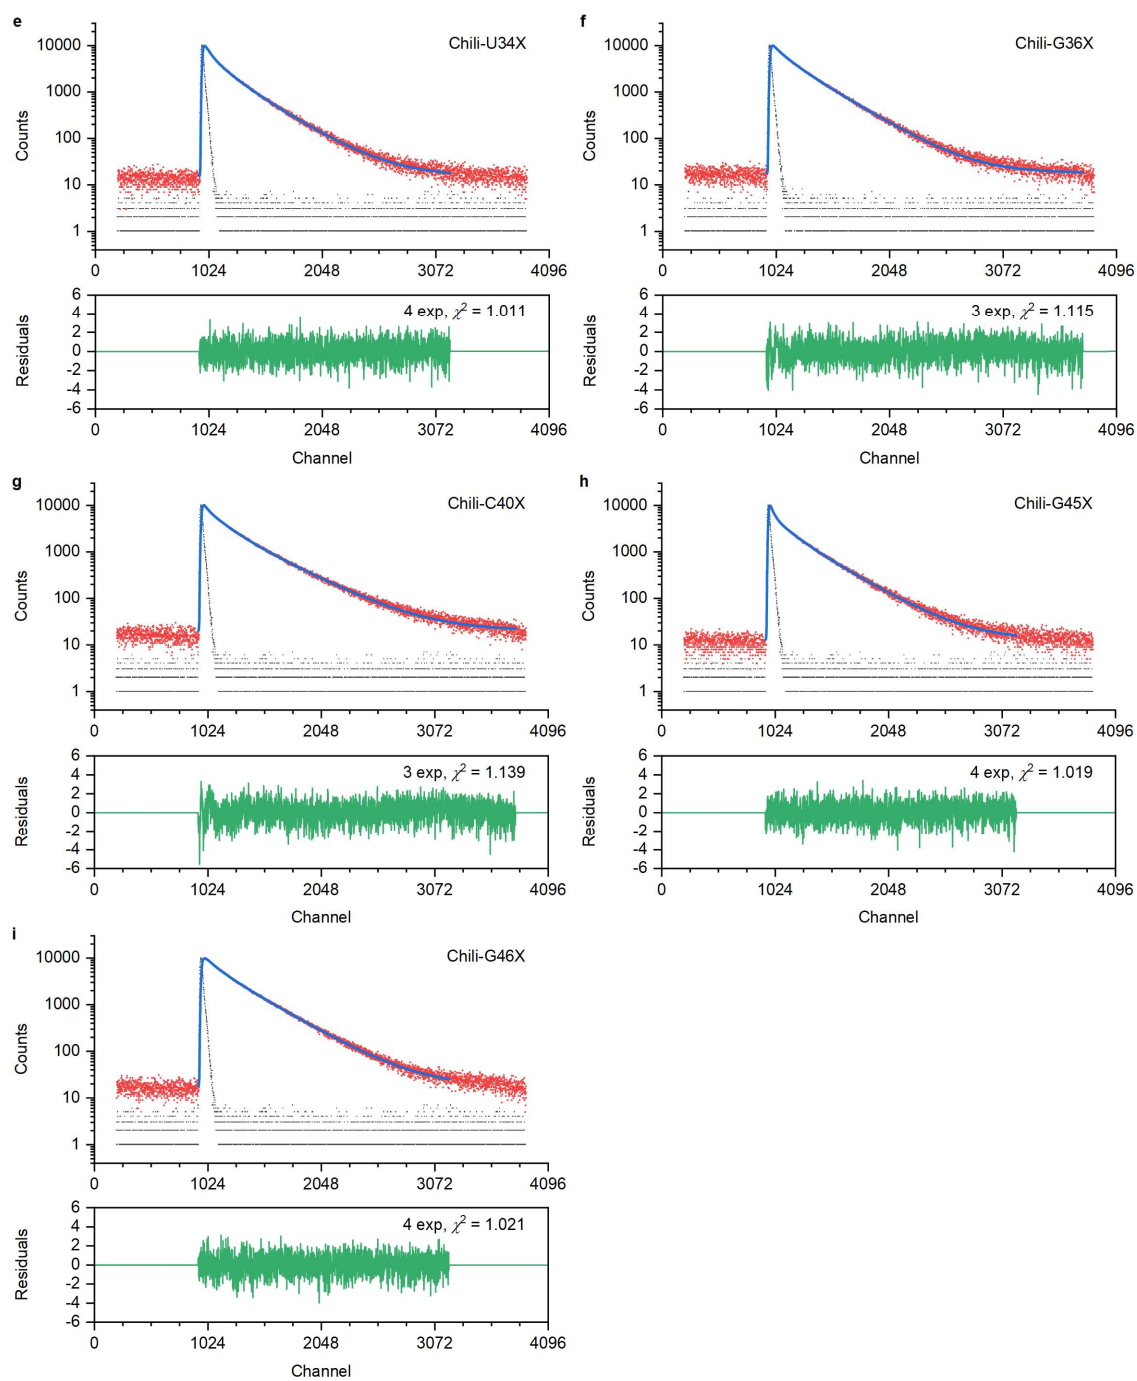 e
Chili-U34X
10000
1000
100
10
1
Counts
0 1024 2048 3072 4096
4 exp, χ² = 1.011
6
4
2
0
-2
-4
-6
Residuals
0 1024 2048 3072 4096
Channel
f
Chili-G36X
10000
1000
100
10
1
Counts
0 1024 2048 3072 4096
3 exp, χ² = 1.115
6
4
2
0
-2
-4
-6
Residuals
0 1024 2048 3072 4096
Channel
g
Chili-C40X
10000
1000
100
10
1
Counts
0 1024 2048 3072 4096
3 exp, χ² = 1.139
6
4
2
0
-2
-4
-6
Residuals
0 1024 2048 3072 4096
Channel
h
Chili-G45X
10000
1000
100
10
1
Counts
0 1024 2048 3072 4096
4 exp, χ² = 1.019
6
4
2
0
-2
-4
-6
Residuals
0 1024 2048 3072 4096
Channel
i
Chili-G46X
10000
1000
100
10
1
Counts
0 1024 2048 3072 4096
4 exp, χ² = 1.021
6
4
2
0
-2
-4
-6
Residuals
0 1024 2048 3072 4096
Channel